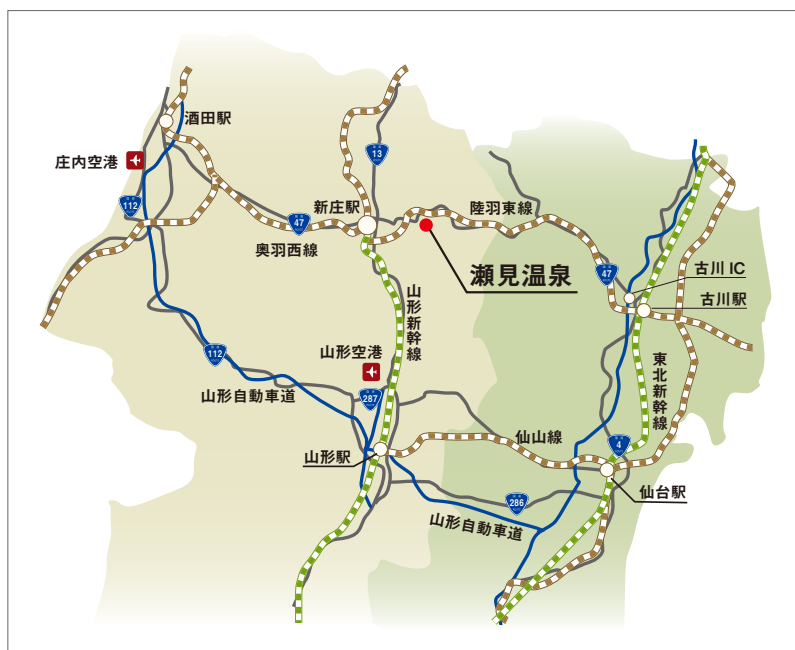 酒田駅
庄内空港
13
112
新庄駅
陸羽東線
47
奥羽西線
瀬見温泉
47
古川 IC
古川駅
山形新幹線
112
山形空港
東北新幹線
山形自動車道
287
仙山線
4
山形駅
286
仙台駅
山形自動車道